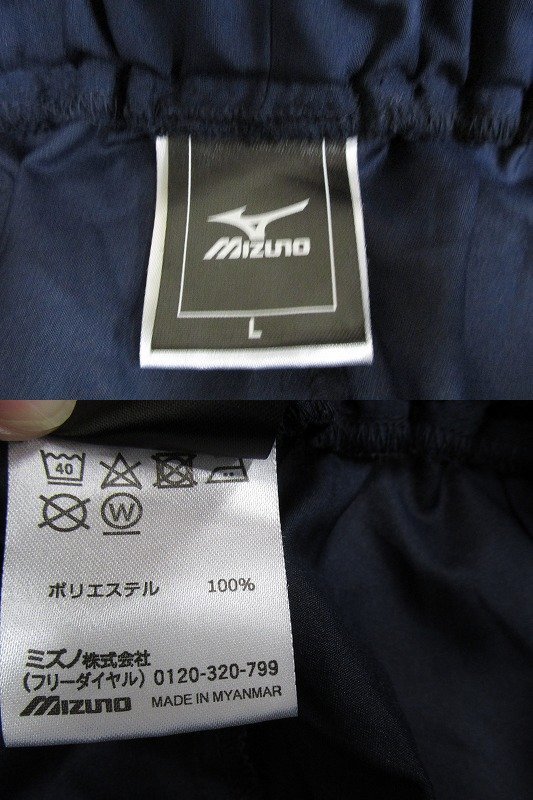 MIZUNO
L
40
W
ポリエステル 100%
ミズノ株式会社
(フリーダイヤル) 0120-320-799
MIZUNO MADE IN MYANMAR